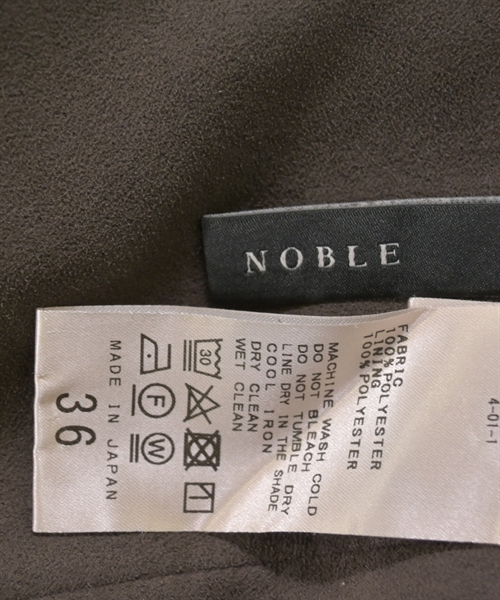 NOBLE
4-01-1
FABRIC
100% POLYESTER
LINING
100% POLYESTER
MACHINE WASH COLD
DO NOT BLEACH
DO NOT TUMBLE DRY
LINE DRY IN THE SHADE
COOL IRON
DRY CLEAN
WET CLEAN
30
F W
MADE IN JAPAN
36